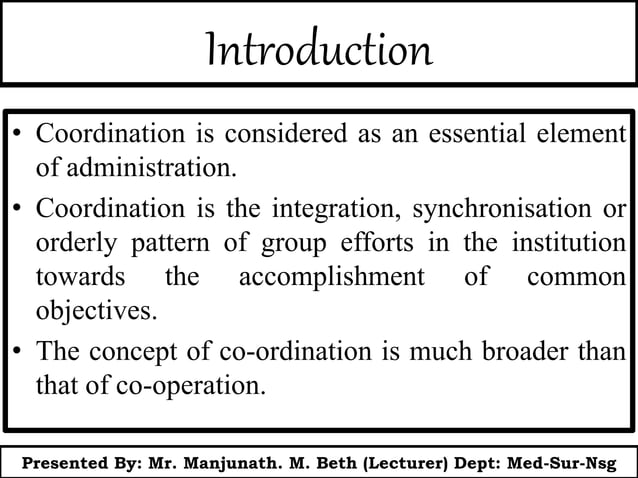 Introduction
• Coordination is considered as an essential element
of administration.
• Coordination is the integration, synchronisation or
orderly pattern of group efforts in the institution
towards the accomplishment of common
objectives.
• The concept of co-ordination is much broader than
that of co-operation.
Presented By: Mr. Manjunath. M. Beth (Lecturer) Dept: Med-Sur-Nsg